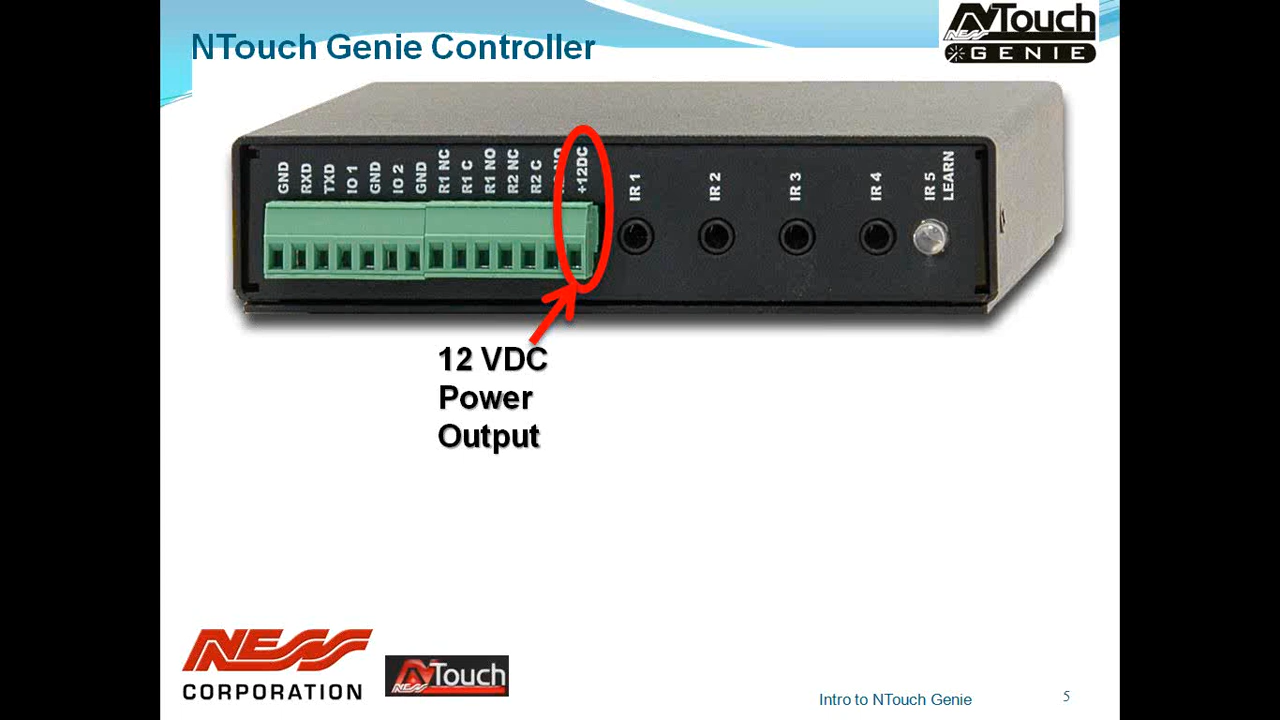 NTouch Genie Controller
NTouch
NESS
GENIE
GND
RXD
TXD
IO 1
GND
IO 2
GND
R1 NC
R1 C
R1 NO
R2 NC
R2 C
+12DC
IR 1
IR 2
IR 3
IR 4
IR 5
LEARN
12 VDC
Power
Output
NESS
CORPORATION
NTouch
NESS
Intro to NTouch Genie
5